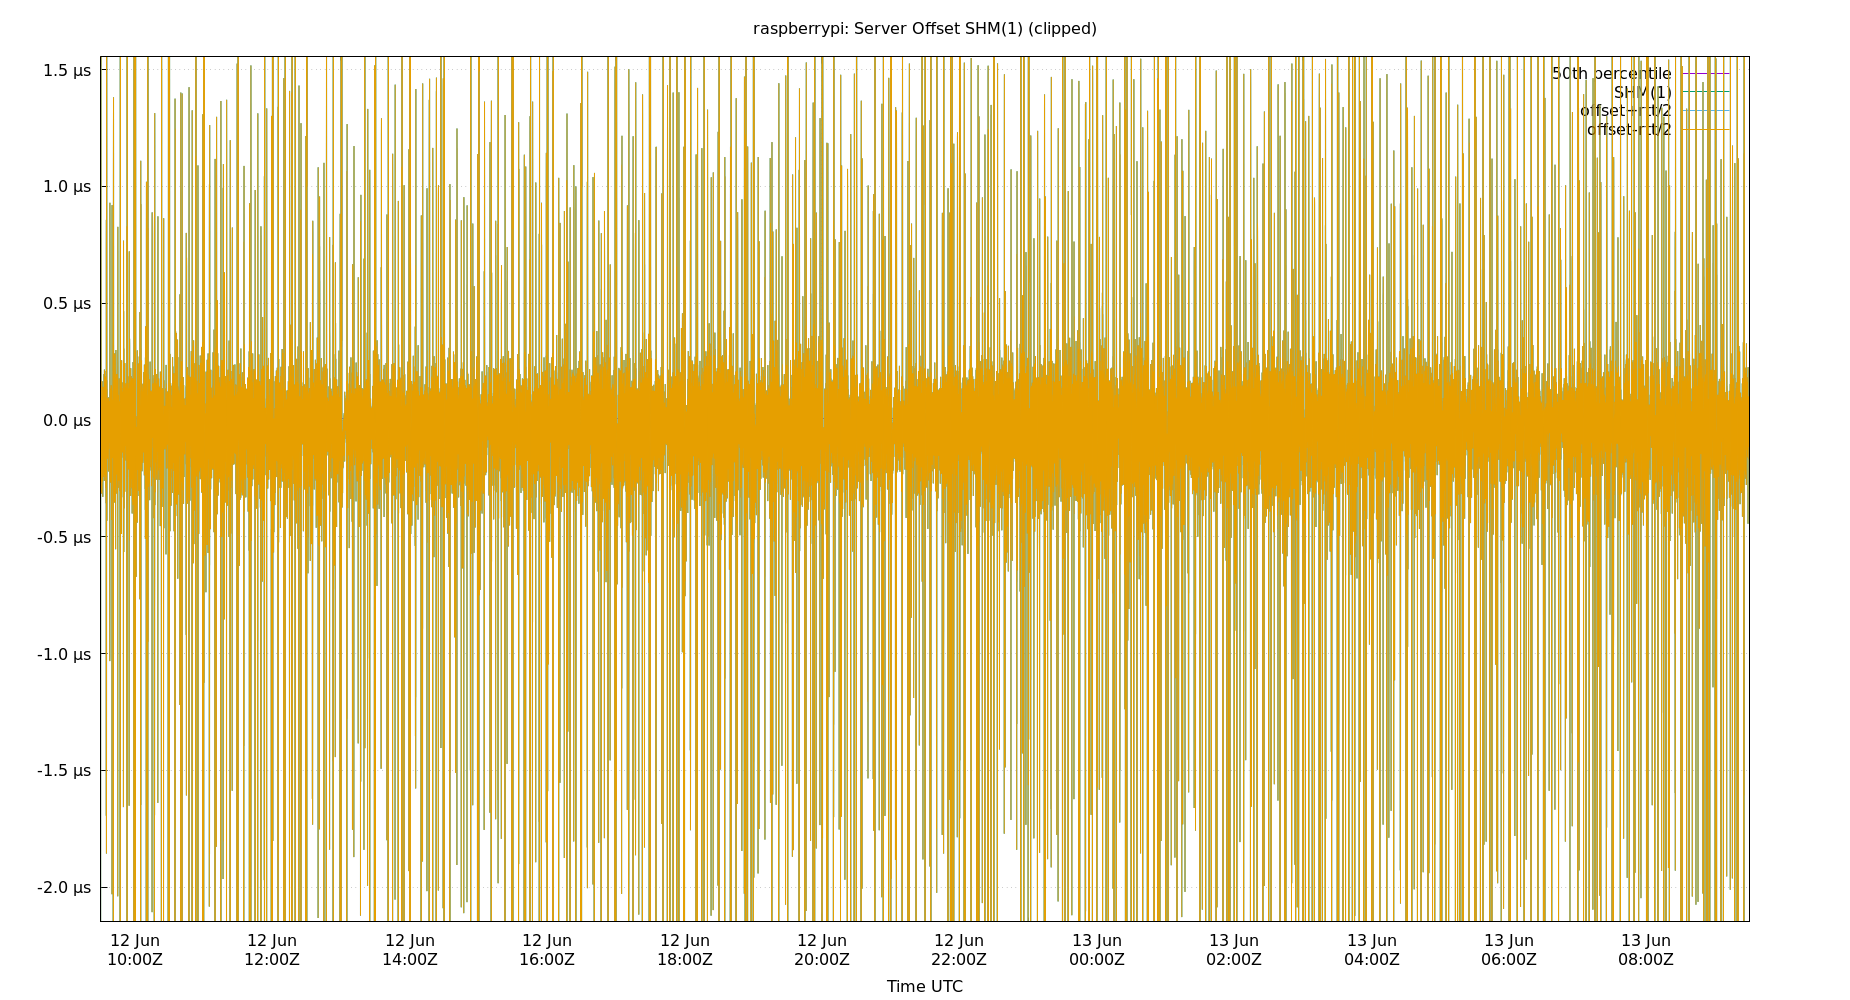 raspberrypi: Server Offset SHM(1) (clipped)
1.5 µs
1.0 µs
0.5 µs
0.0 µs
-0.5 µs
-1.0 µs
-1.5 µs
-2.0 µs
50th percentile
SHM(1)
offset+rtt/2
offset-rtt/2
12 Jun 12 Jun 12 Jun 12 Jun 12 Jun 12 Jun 12 Jun 13 Jun 13 Jun 13 Jun 13 Jun 13 Jun
10:00Z 12:00Z 14:00Z 16:00Z 18:00Z 20:00Z 22:00Z 00:00Z 02:00Z 04:00Z 06:00Z 08:00Z
Time UTC